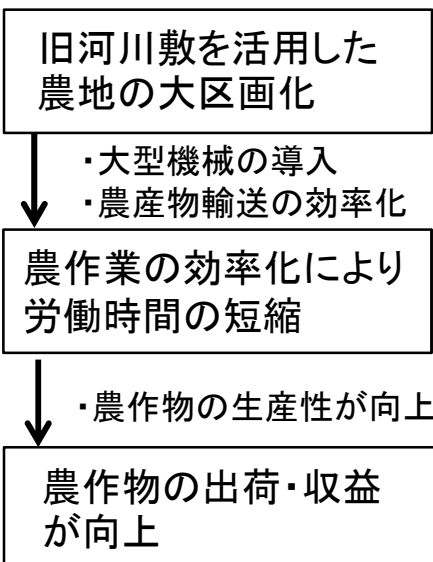 旧河川敷を活用した
農地の大区画化
・大型機械の導入
・農産物輸送の効率化
農作業の効率化により
労働時間の短縮
・農作物の生産性が向上
農作物の出荷・収益
が向上